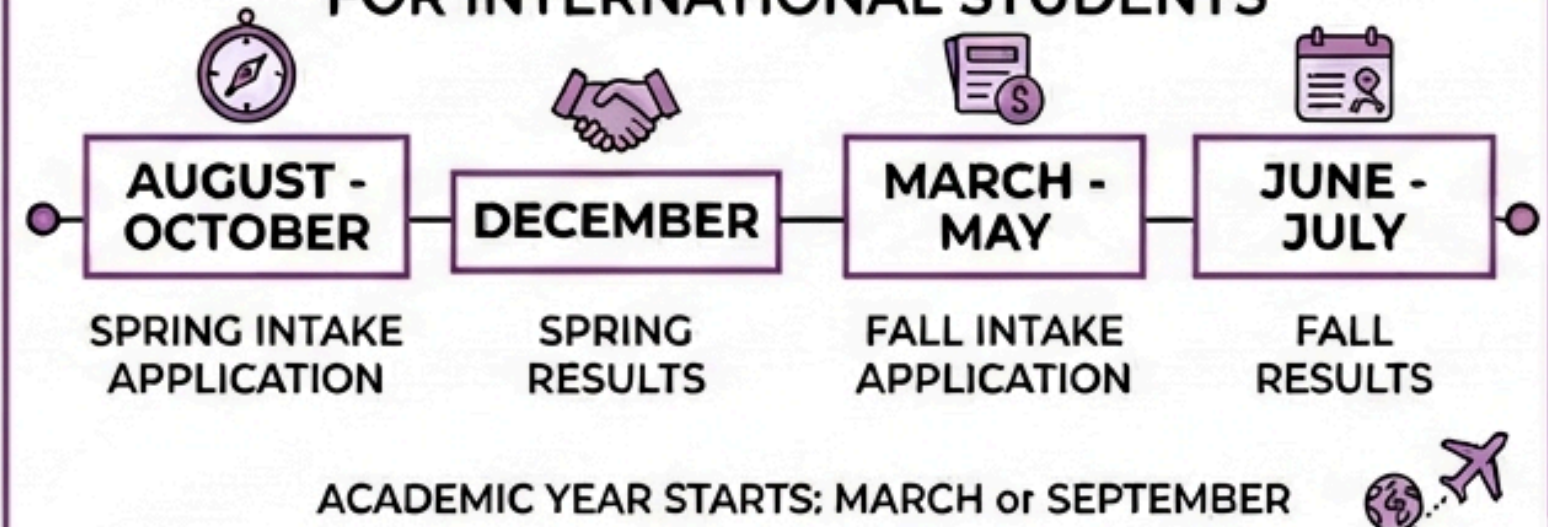 FOR INTERNATIONAL STUDENTS
AUGUST -
OCTOBER
SPRING INTAKE
APPLICATION
DECEMBER
SPRING
RESULTS
MARCH -
MAY
FALL INTAKE
APPLICATION
$
JUNE -
JULY
FALL
RESULTS
ACADEMIC YEAR STARTS: MARCH or SEPTEMBER